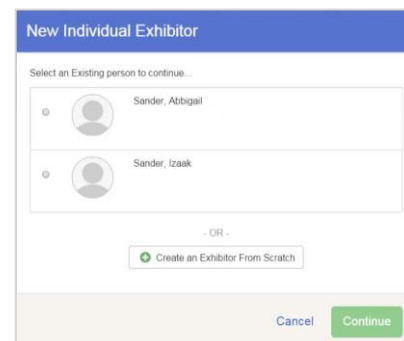 New Individual Exhibitor
Select an Existing person to continue...
Sander, Abbigail
Sander, Izaak
- OR -
Create an Exhibitor From Scratch
Cancel
Continue